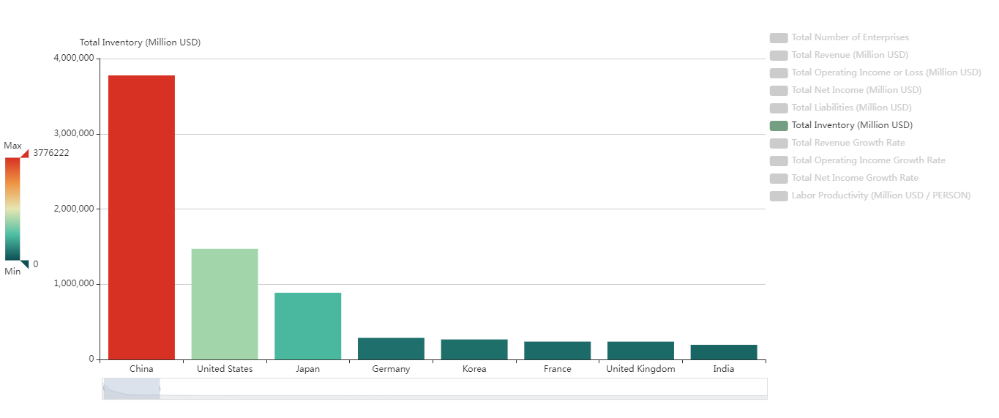 Total Inventory (Million USD)
4,000,000
3,000,000
2,000,000
1,000,000
0
Max
3776222
0
Min
China
United States
Japan
Germany
Korea
France
United Kingdom
India
Total Number of Enterprises
Total Revenue (Million USD)
Total Operating Income or Loss (Million USD)
Total Net Income (Million USD)
Total Liabilities (Million USD)
Total Inventory (Million USD)
Total Revenue Growth Rate
Total Operating Income Growth Rate
Total Net Income Growth Rate
Labor Productivity (Million USD / PERSON)